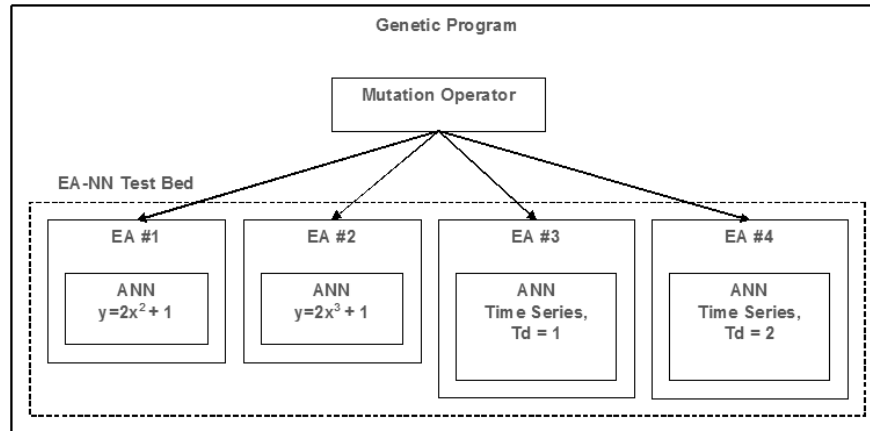 Genetic Program
Mutation Operator
EA-NN Test Bed
EA #1
ANN
y=2x² + 1
EA #2
ANN
y=2x³ + 1
EA #3
ANN
Time Series,
Td = 1
EA #4
ANN
Time Series,
Td = 2